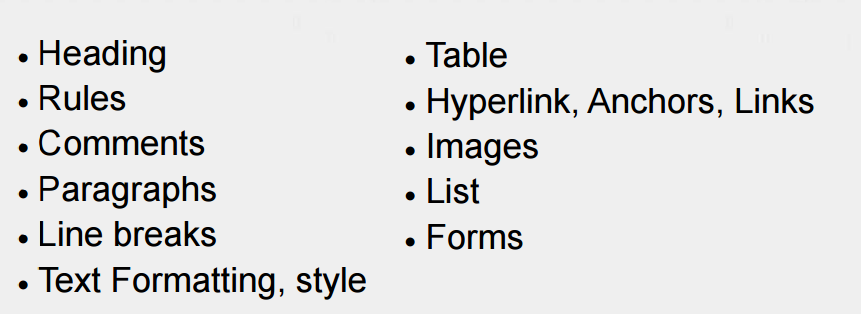 • Heading
• Rules
• Comments
• Paragraphs
• Line breaks
• Text Formatting, style
• Table
• Hyperlink, Anchors, Links
• Images
• List
• Forms